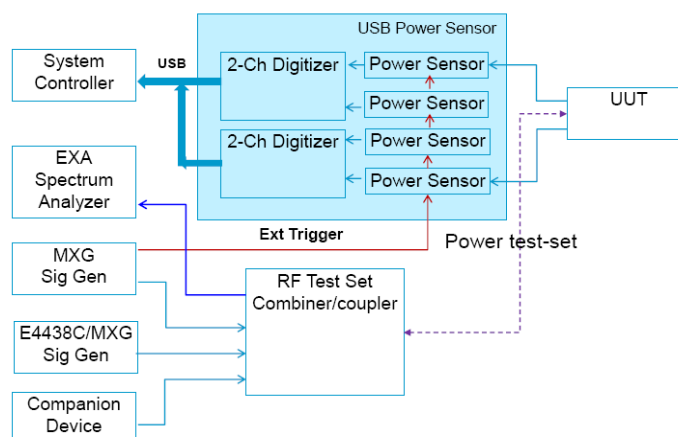 USB Power Sensor
System
Controller
USB
2-Ch Digitizer
Power Sensor
Power Sensor
UUT
2-Ch Digitizer
Power Sensor
Power Sensor
EXA
Spectrum
Analyzer
Ext Trigger
Power test-set
MXG
Sig Gen
RF Test Set
Combiner/coupler
E4438C/MXG
Sig Gen
Companion
Device